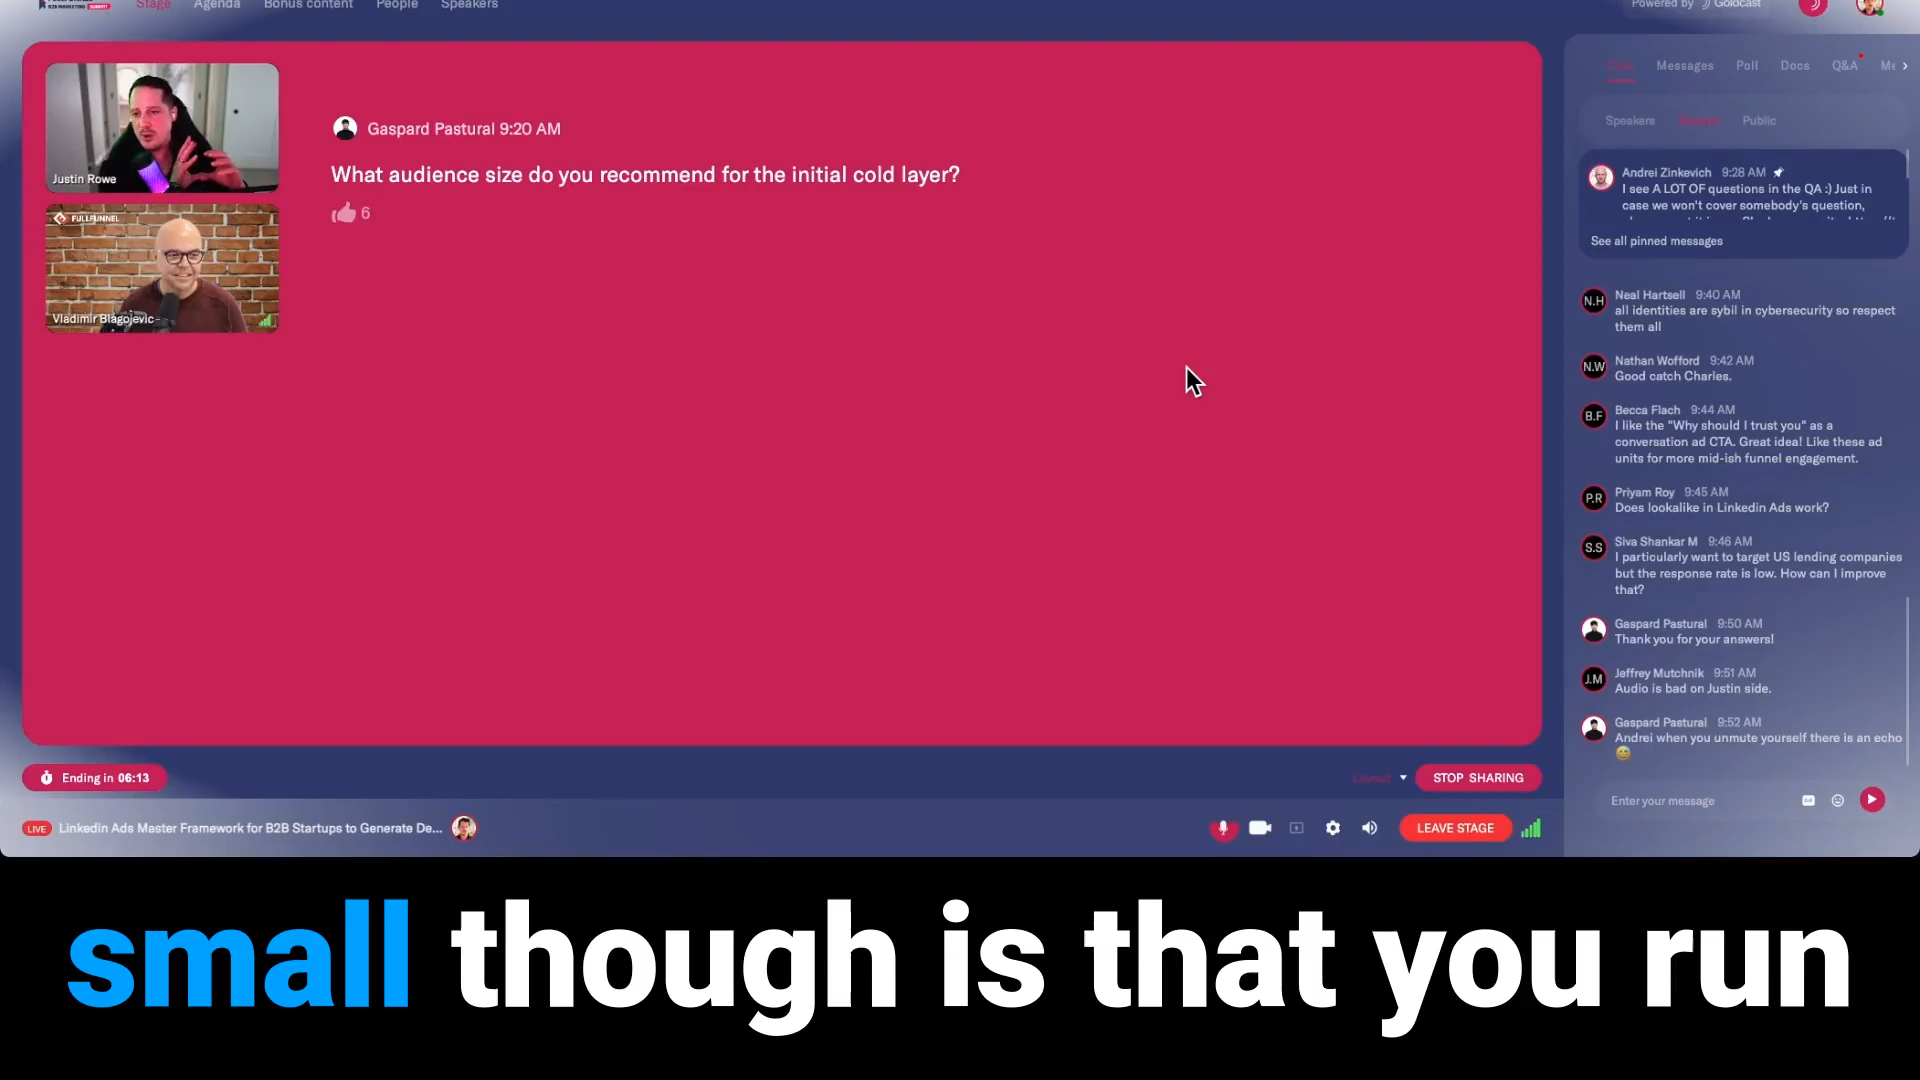 B2B MARKETING
Stage Agenda Bonus content People Speakers
Powered by Goldcast
Justin Rowe
FULLFUNNEL
Vladimir Blagojevic
Gaspard Pastural 9:20 AM
What audience size do you recommend for the initial cold layer?
6
Chat Messages Poll Docs Q&A Me
Speakers Public
Andrei Zinkevich 9:28 AM
I see A LOT OF questions in the QA :) Just in
case we won't cover somebody's question,
See all pinned messages
N.H Neal Hartsell 9:40 AM
all identities are sybil in cybersecurity so respect
them all
N.W Nathan Wofford 9:42 AM
Good catch Charles.
B.F Becca Flach 9:44 AM
I like the "Why should I trust you" as a
conversation ad CTA. Great idea! Like these ad
units for more mid-ish funnel engagement.
P.R Priyam Roy 9:45 AM
Does lookalike in Linkedin Ads work?
S.S Siva Shankar M 9:46 AM
I particularly want to target US lending companies
but the response rate is low. How can I improve
that?
Gaspard Pastural 9:50 AM
Thank you for your answers!
J.M Jeffrey Mutchnik 9:51 AM
Audio is bad on Justin side.
Gaspard Pastural 9:52 AM
Andrei when you unmute yourself there is an echo
😅
Enter your message
GIF
Ending in 06:13
Layout STOP SHARING
LIVE Linkedin Ads Master Framework for B2B Startups to Generate De...
LEAVE STAGE
small though is that you run